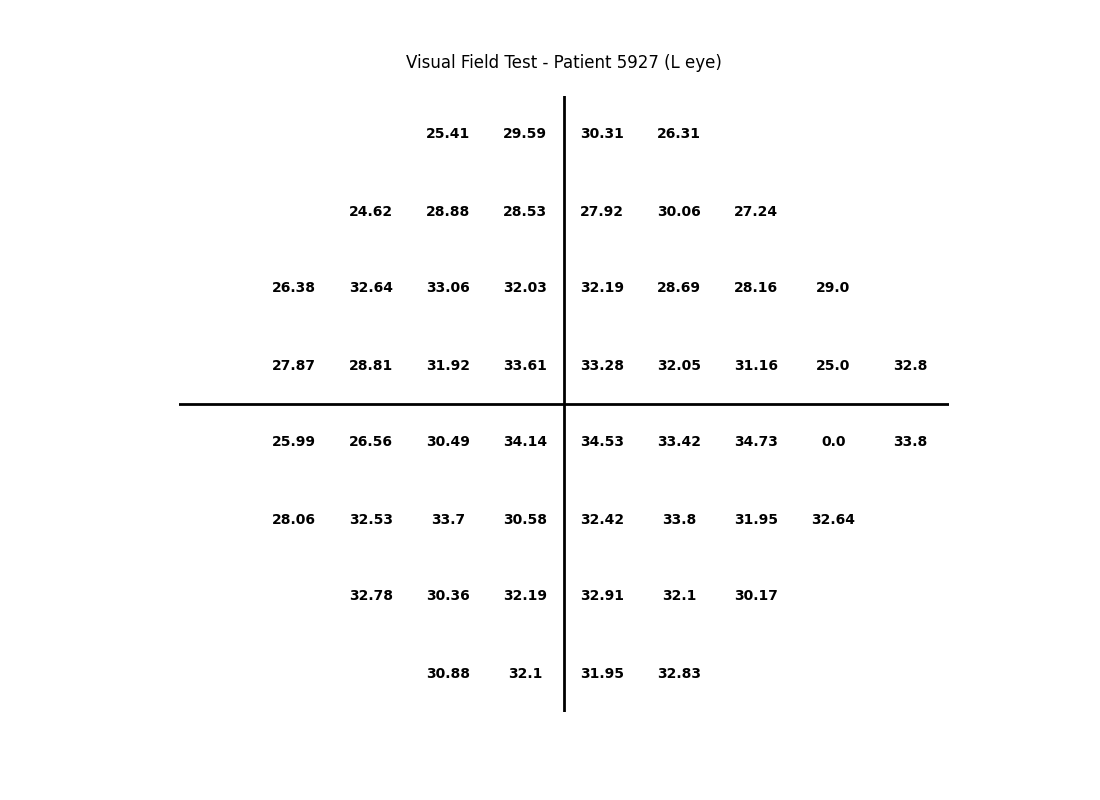 Visual Field Test - Patient 5927 (L eye)
25.41 29.59 30.31 26.31
24.62 28.88 28.53 27.92 30.06 27.24
26.38 32.64 33.06 32.03 32.19 28.69 28.16 29.0
27.87 28.81 31.92 33.61 33.28 32.05 31.16 25.0 32.8
25.99 26.56 30.49 34.14 34.53 33.42 34.73 0.0 33.8
28.06 32.53 33.7 30.58 32.42 33.8 31.95 32.64
32.78 30.36 32.19 32.91 32.1 30.17
30.88 32.1 31.95 32.83